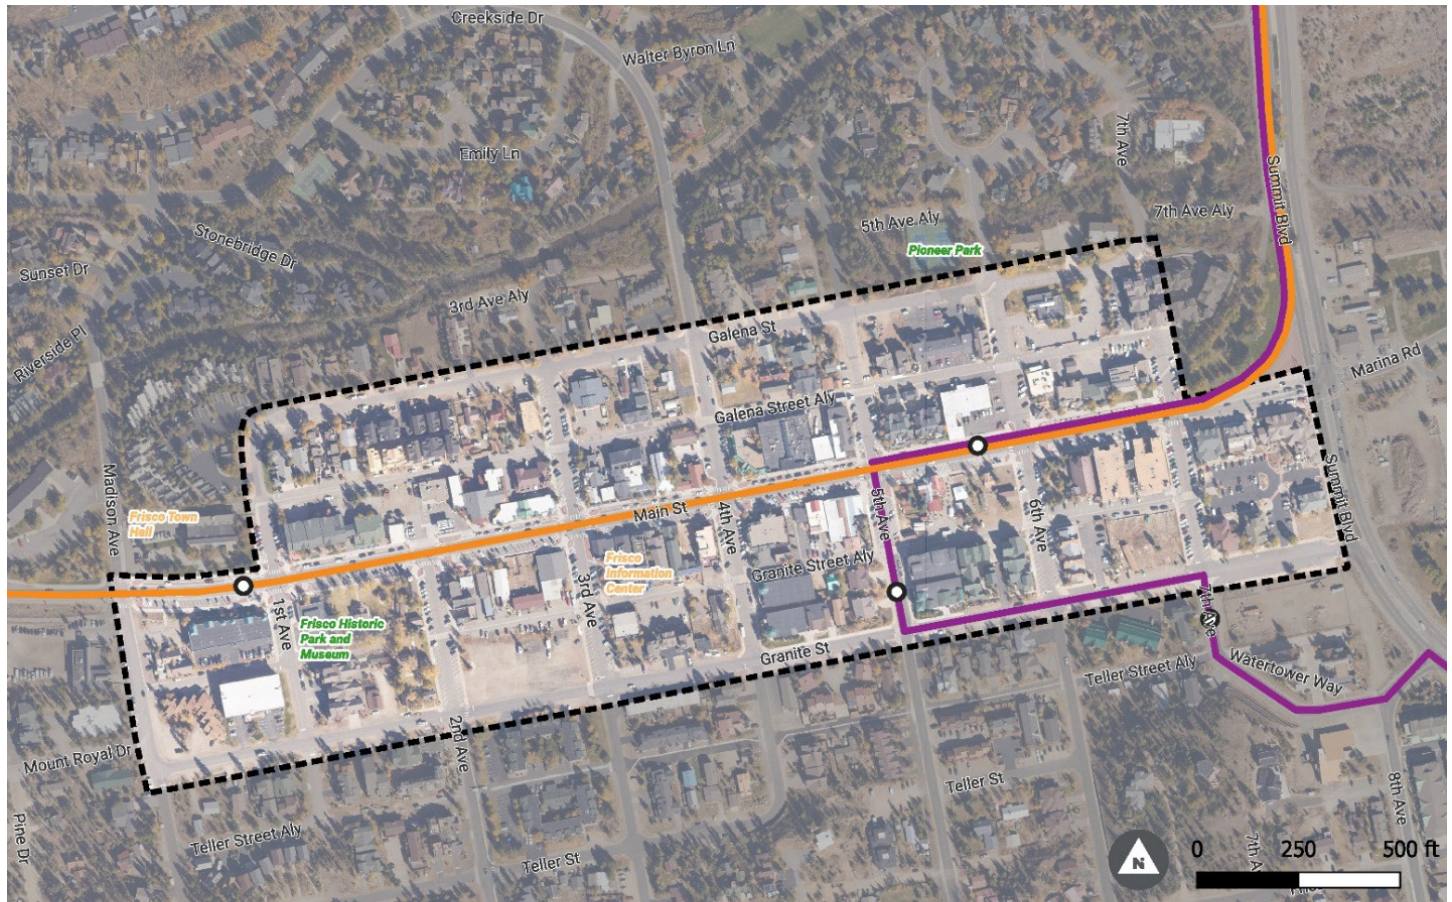 Creekside Dr
Walter Byron Ln
7th Ave
Emily Ln
Summit Blvd
5th Ave Aly
7th Ave Aly
Stonebridge Dr
Pioneer Park
Sunset Dr
3rd Ave Aly
Riverside Pl
Galena St
Marina Rd
Galena Street Aly
Madison Ave
Frisco Town
Hall
Main St
4th Ave
5th Ave
6th Ave
Summit Blvd
Frisco
Information
Center
Granite Street Aly
1st Ave
3rd Ave
7th Ave
Frisco Historic
Park and
Museum
Granite St
Teller Street Aly
Watertower Way
Mount Royal Dr
2nd Ave
Teller St
8th Ave
Pine Dr
Teller Street Aly
Teller St
N
0 250 500 ft